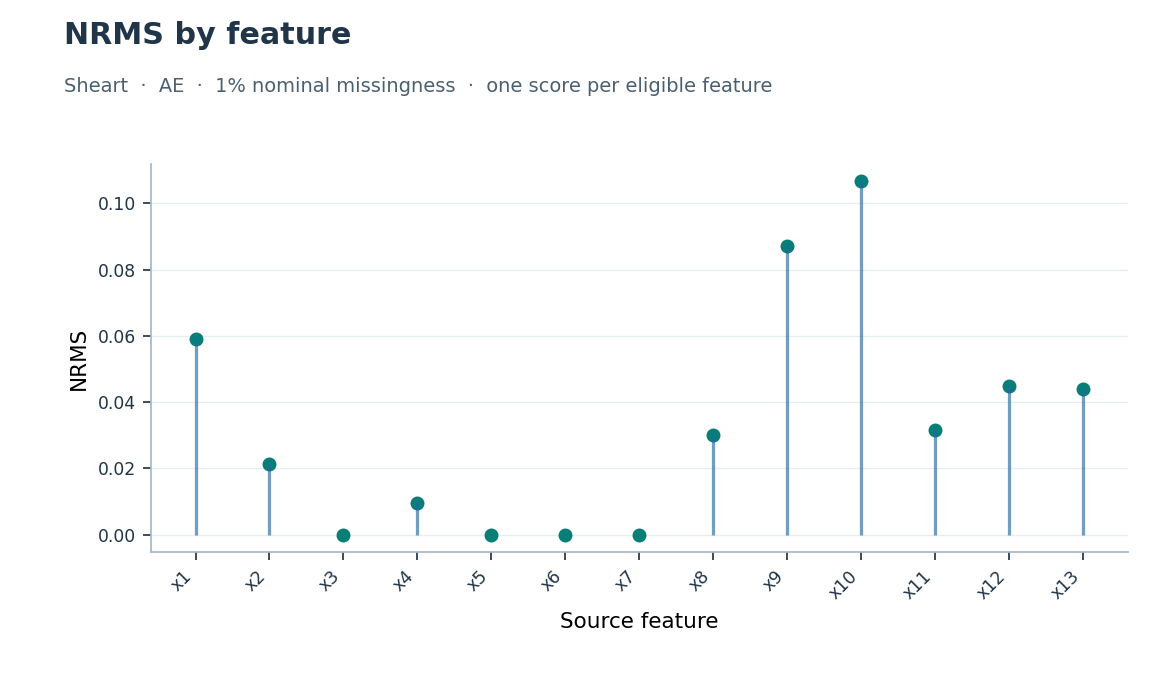 NRMS by feature
Sheart · AE · 1% nominal missingness · one score per eligible feature
NRMS
0.10
0.08
0.06
0.04
0.02
0.00
x1 x2 x3 x4 x5 x6 x7 x8 x9 x10 x11 x12 x13
Source feature